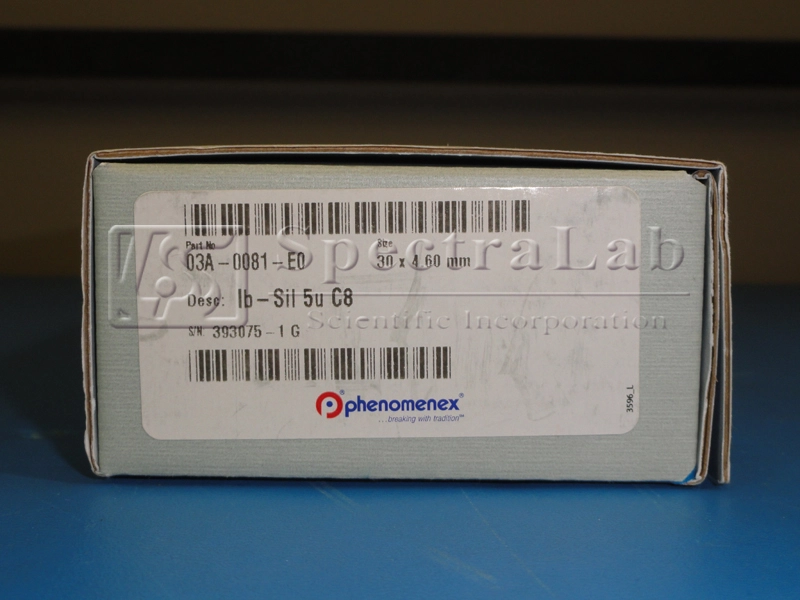 Part No
Size
03A-0081-E0
30 x 4.60 mm
SpectraLab
Desc: Ib-Sil 5u C8
Scientific Incorporation
S/N: 393075-1 G
phenomenex®
...breaking with tradition™
3596_L